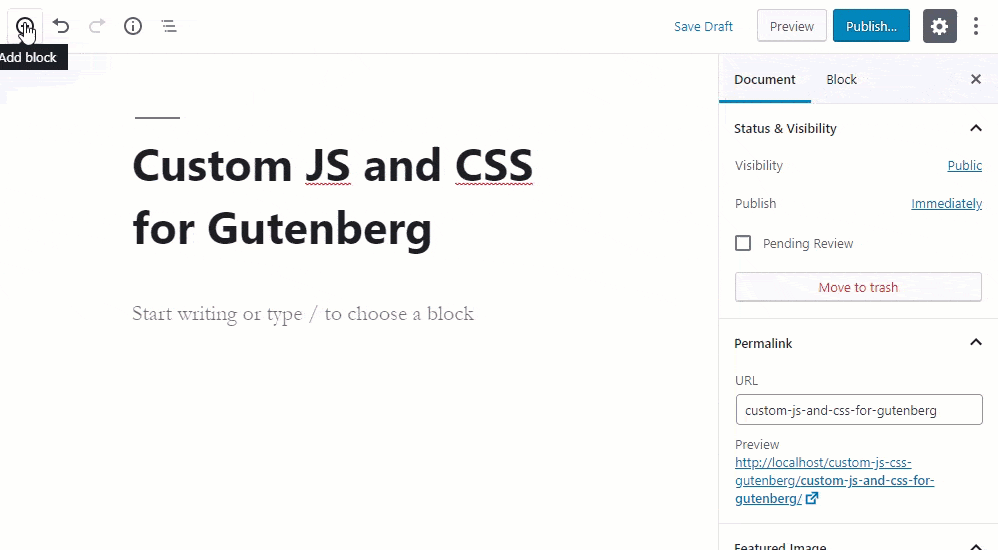 Save Draft
Preview
Publish...
Add block
Document
Block
Custom JS and CSS
for Gutenberg
Start writing or type / to choose a block
Status & Visibility
Visibility
Public
Publish
Immediately
Pending Review
Move to trash
Permalink
URL
custom-js-and-css-for-gutenberg
Preview
http://localhost/custom-js-css-
gutenberg/custom-js-and-css-for-
gutenberg/
Featured Image